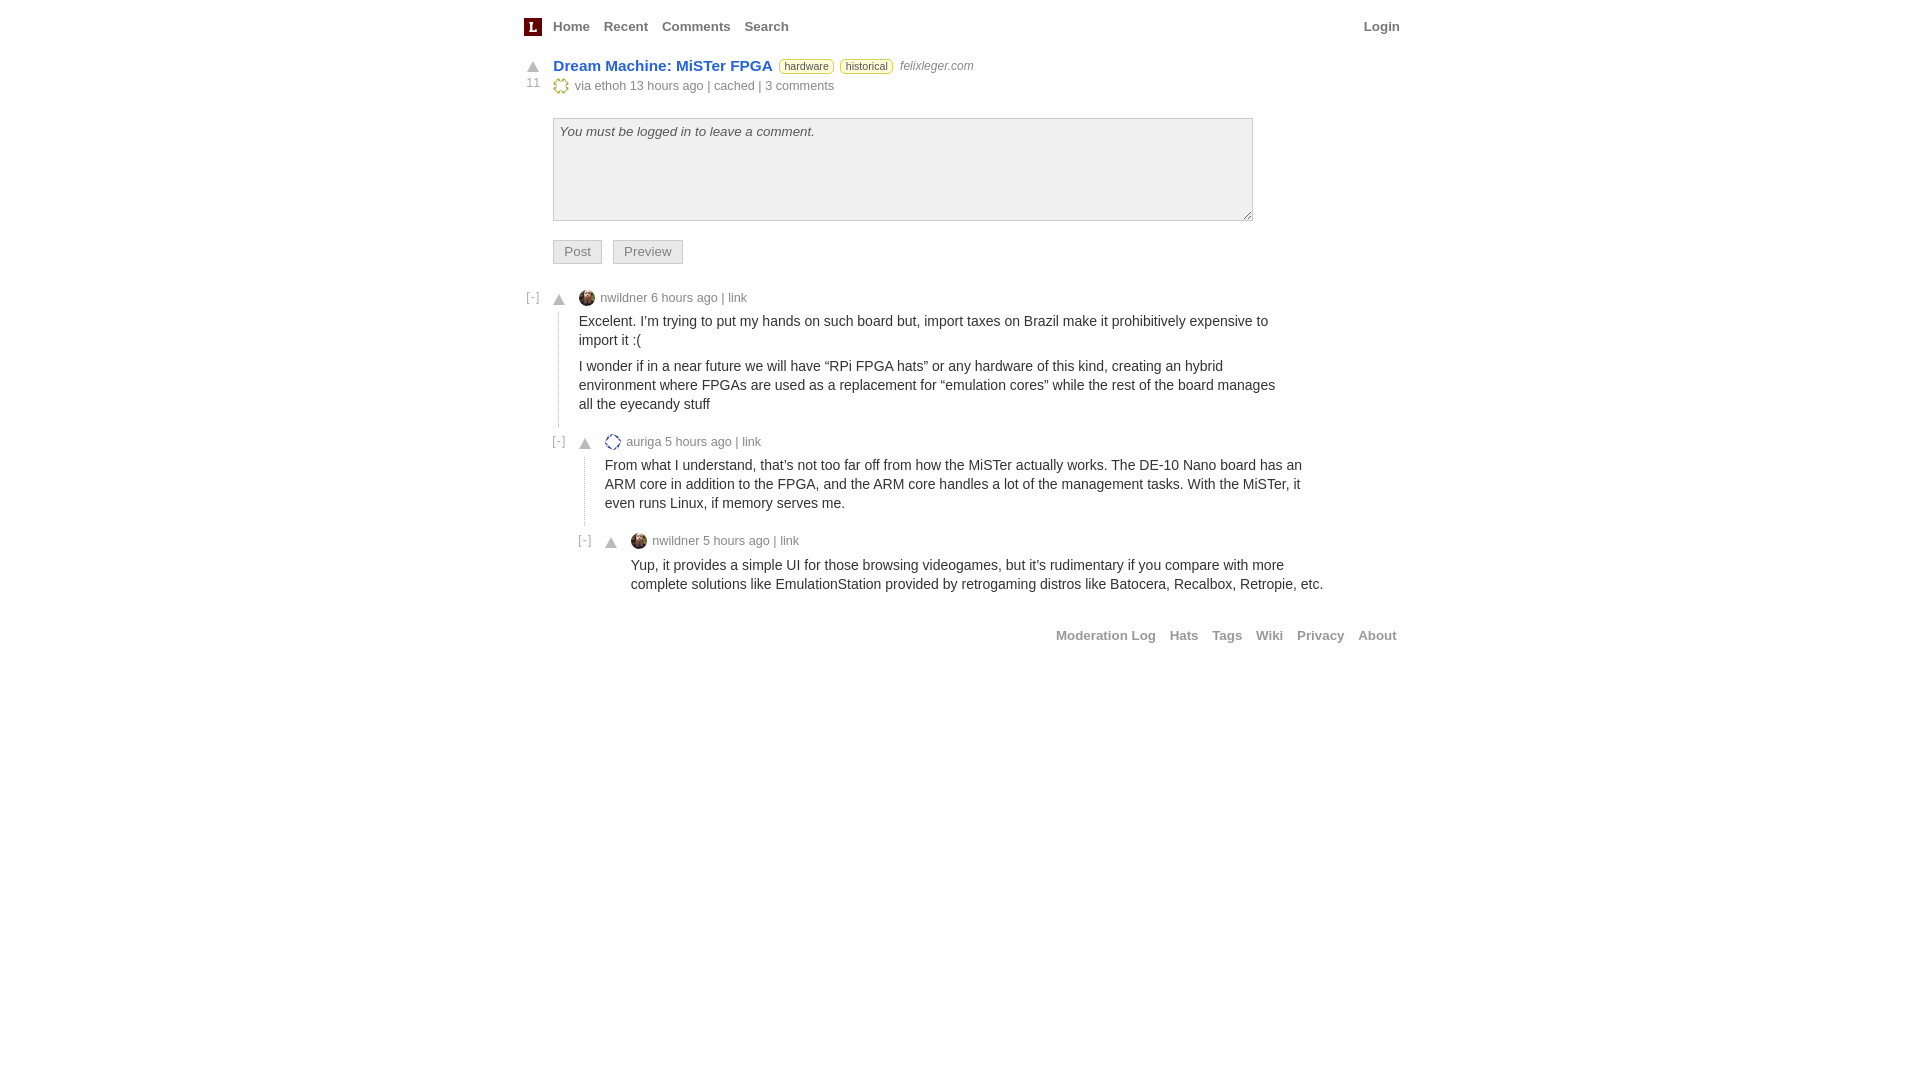 L Home Recent Comments Search Login
Dream Machine: MiSTer FPGA hardware historical felixleger.com
11 via ethoh 13 hours ago | cached | 3 comments
You must be logged in to leave a comment.
Post Preview
[-] nwildner 6 hours ago | link
Excelent. I’m trying to put my hands on such board but, import taxes on Brazil make it prohibitively expensive to
import it :(
I wonder if in a near future we will have “RPi FPGA hats” or any hardware of this kind, creating an hybrid
environment where FPGAs are used as a replacement for “emulation cores” while the rest of the board manages
all the eyecandy stuff
[-] auriga 5 hours ago | link
From what I understand, that’s not too far off from how the MiSTer actually works. The DE-10 Nano board has an
ARM core in addition to the FPGA, and the ARM core handles a lot of the management tasks. With the MiSTer, it
even runs Linux, if memory serves me.
[-] nwildner 5 hours ago | link
Yup, it provides a simple UI for those browsing videogames, but it’s rudimentary if you compare with more
complete solutions like EmulationStation provided by retrogaming distros like Batocera, Recalbox, Retropie, etc.
Moderation Log Hats Tags Wiki Privacy About